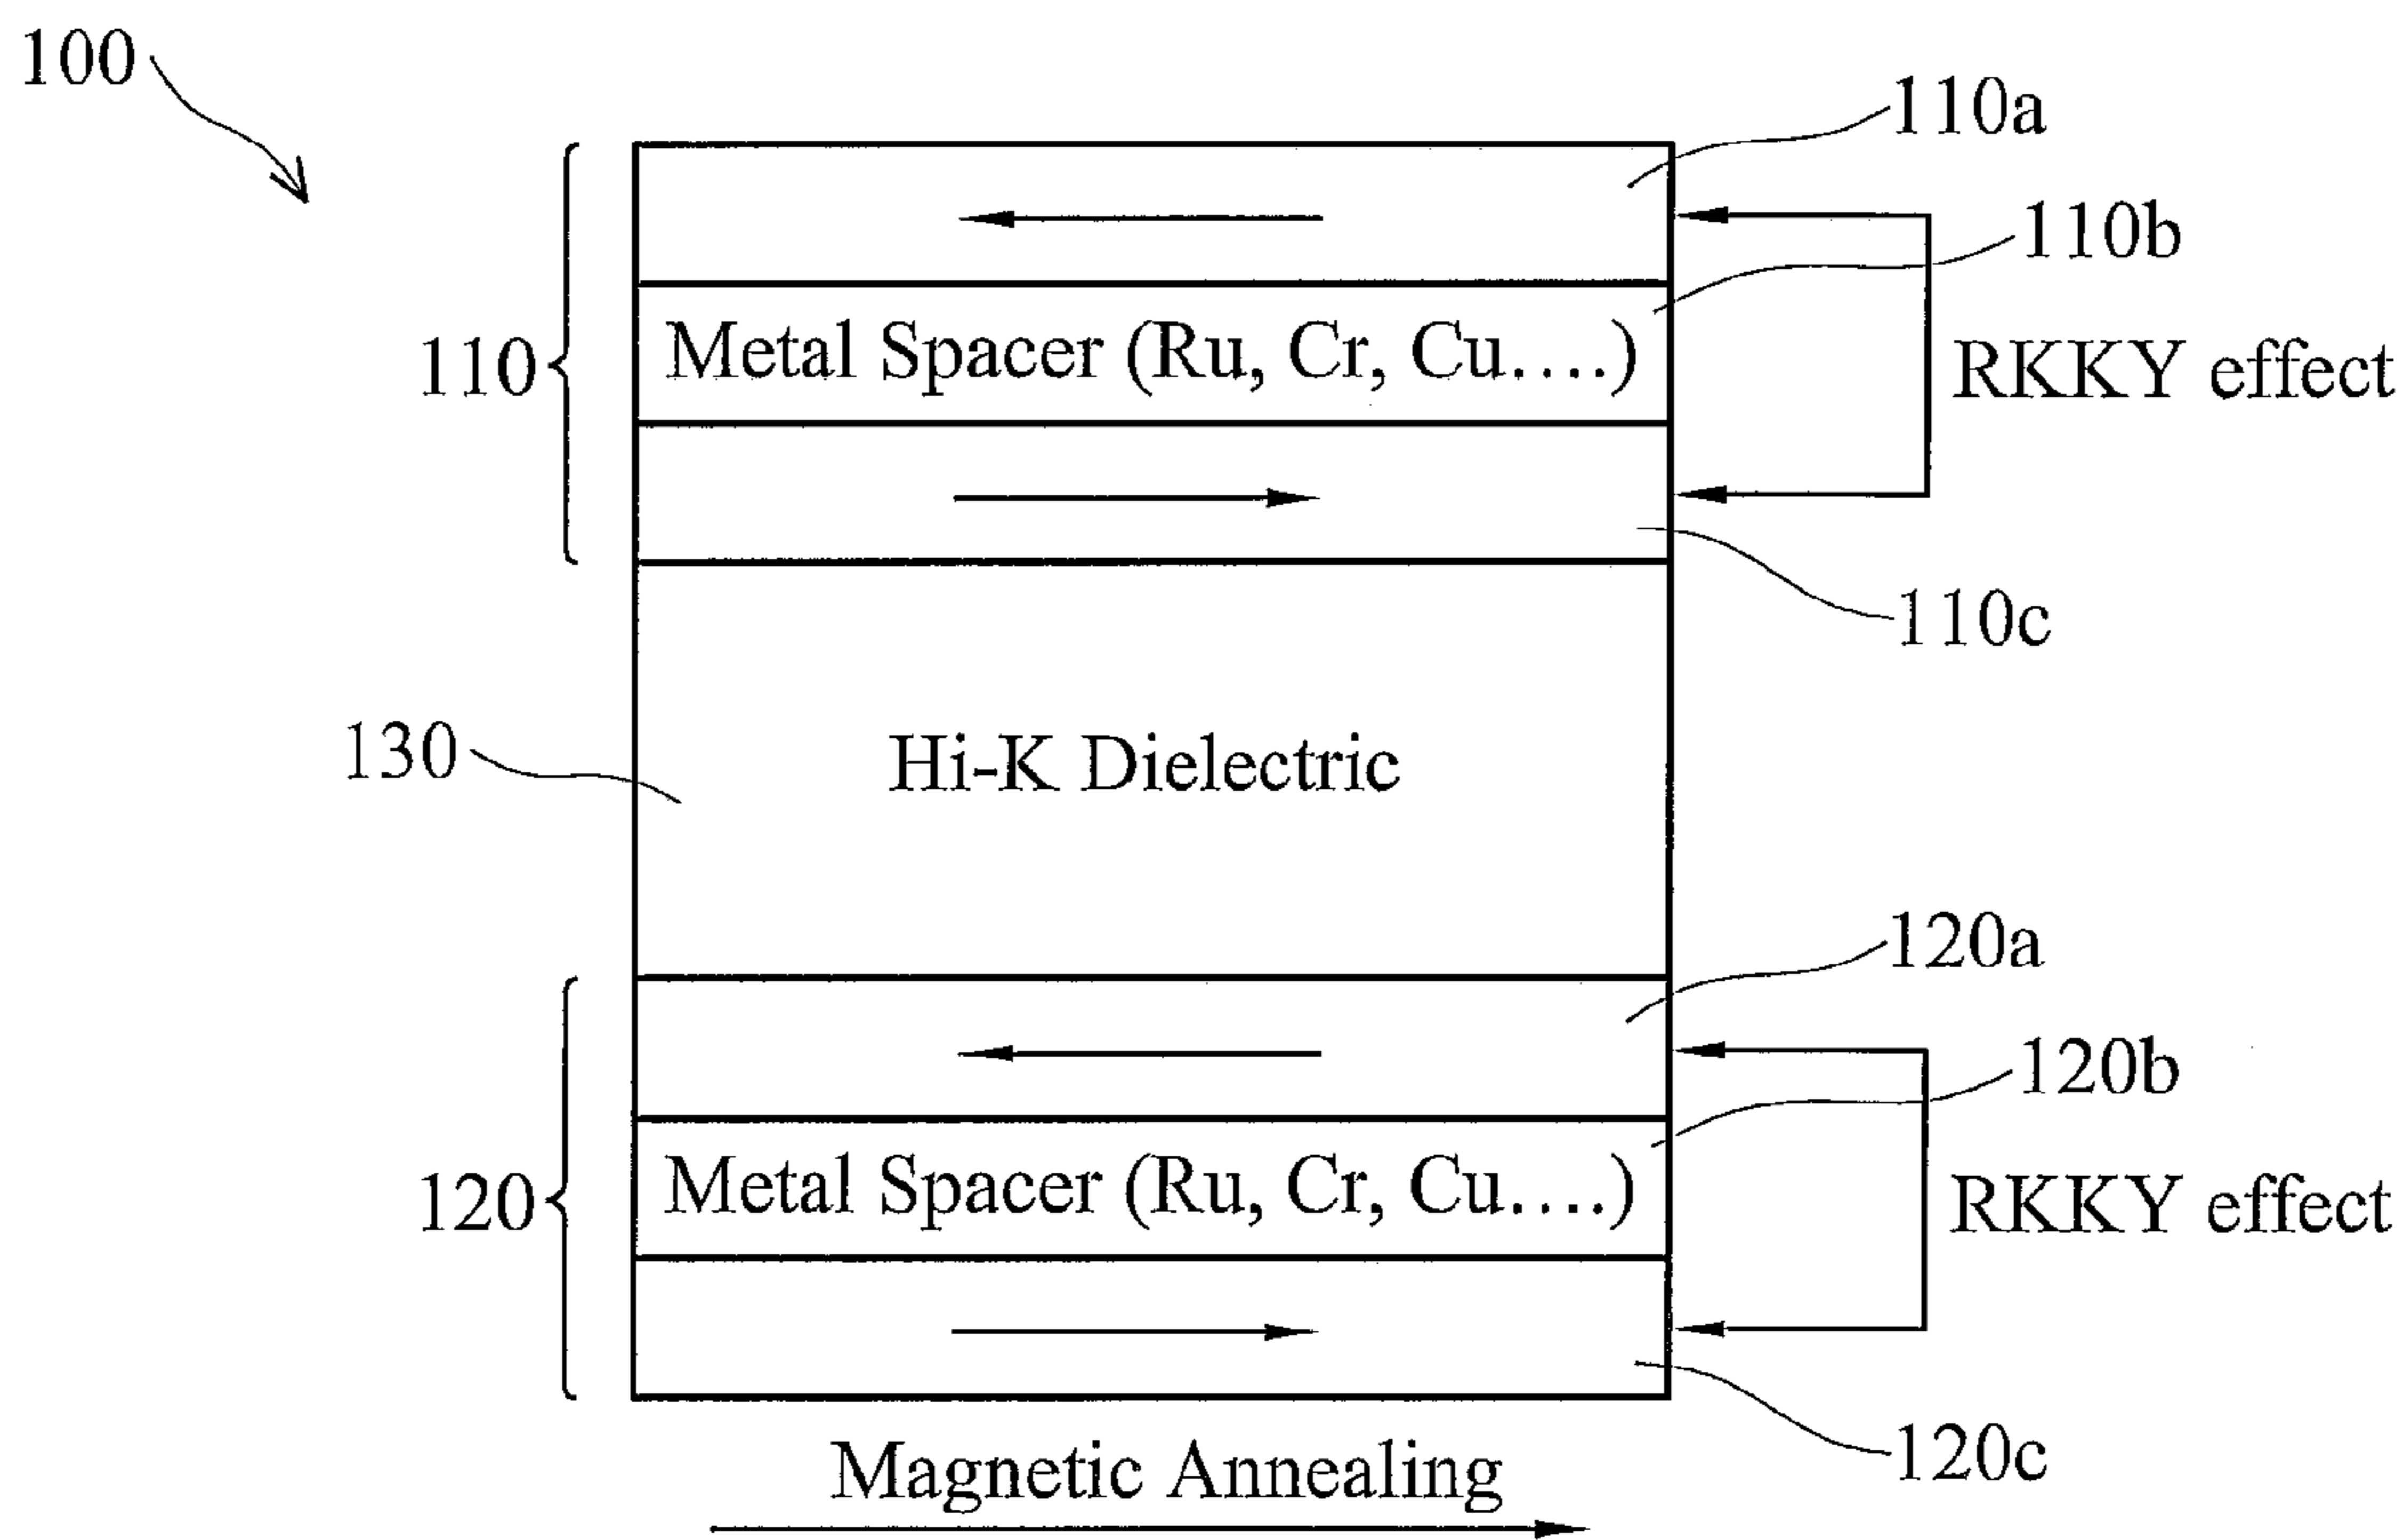 100
110a
110b
Metal Spacer (Ru, Cr, Cu....)
110
RKKY effect
110c
130
Hi-K Dielectric
120a
120b
Metal Spacer (Ru, Cr, Cu....)
120
RKKY effect
120c
Magnetic Annealing